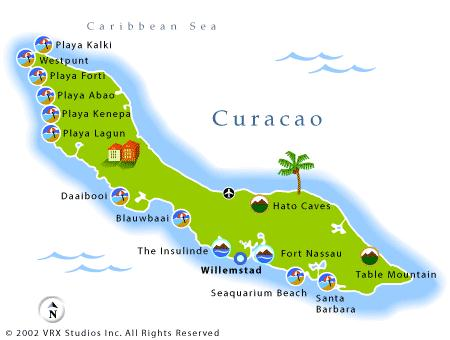 Caribbean Sea
Playa Kalki
Westpunt
Playa Forti
Playa Abao
Playa Kenepa
Playa Lagun
Curacao
Daaibooi
Blauwbaai
Hato Caves
The Insulinde
Fort Nassau
Willemstad
Table Mountain
Seaquarium Beach
Santa
Barbara
N
© 2002 VRX Studios Inc. All Rights Reserved